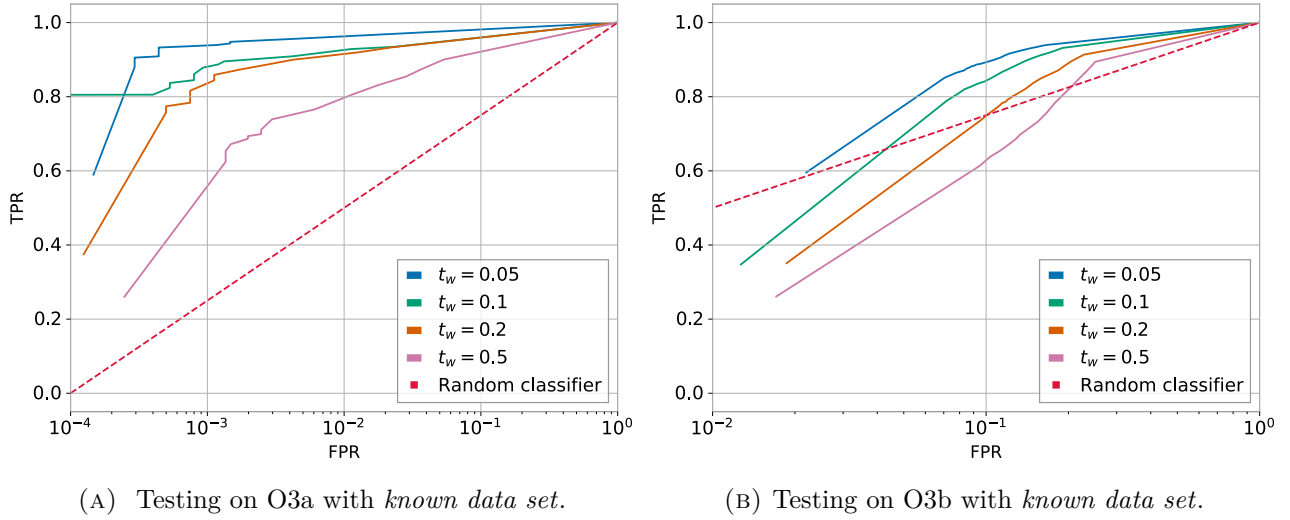 1.0
0.8
0.6
0.4
0.2
0.0
TPR
10⁻⁴
10⁻³
10⁻²
10⁻¹
10⁰
FPR
t_w = 0.05
t_w = 0.1
t_w = 0.2
t_w = 0.5
Random classifier
(A) Testing on O3a with known data set.
1.0
0.8
0.6
0.4
0.2
0.0
TPR
10⁻²
10⁻¹
10⁰
FPR
t_w = 0.05
t_w = 0.1
t_w = 0.2
t_w = 0.5
Random classifier
(B) Testing on O3b with known data set.